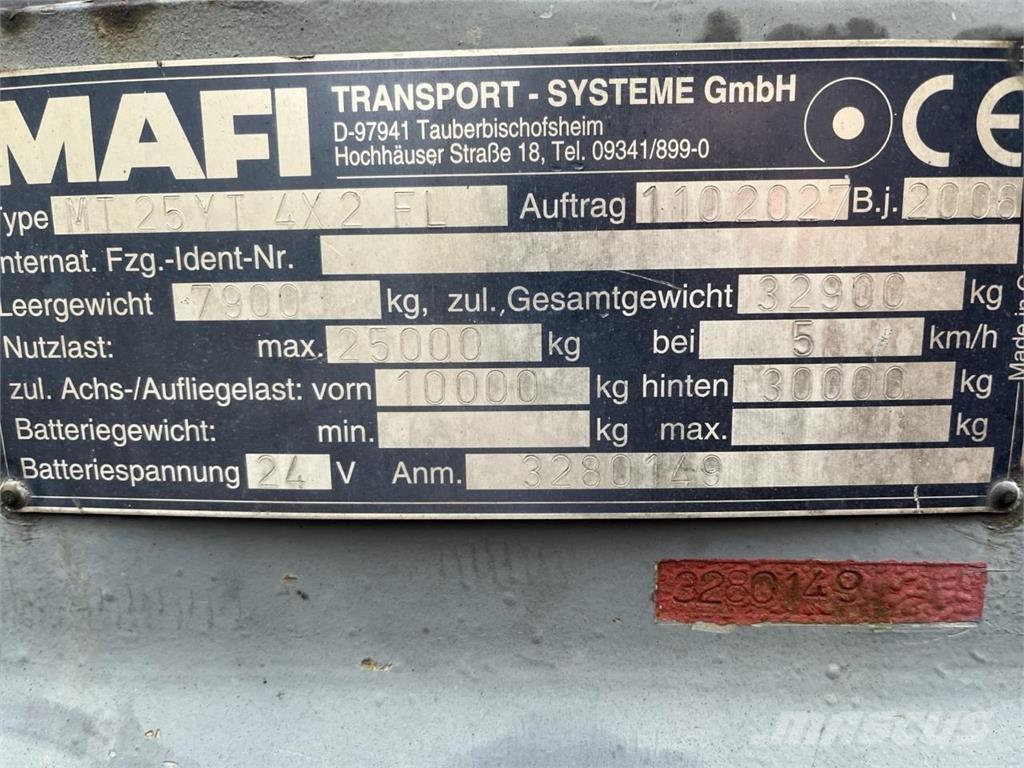 MAFI TRANSPORT - SYSTEME GmbH CE
D-97941 Tauberbischofsheim
Hochhäuser Straße 18, Tel. 09341/899-0
Type MT 25 YT 4X2 FL Auftrag 1102027 B.j. 2006
Internat. Fzg.-Ident-Nr.
Leergewicht 7900 kg, zul. Gesamtgewicht 32900 kg
Nutzlast: max. 25000 kg bei 5 km/h
zul. Achs-/Aufliegelast: vorn 10000 kg hinten 30000 kg
Batteriegewicht: min. kg max. kg
Batteriespannung 24 V Anm. 3280149
Made in
3280149
mascus